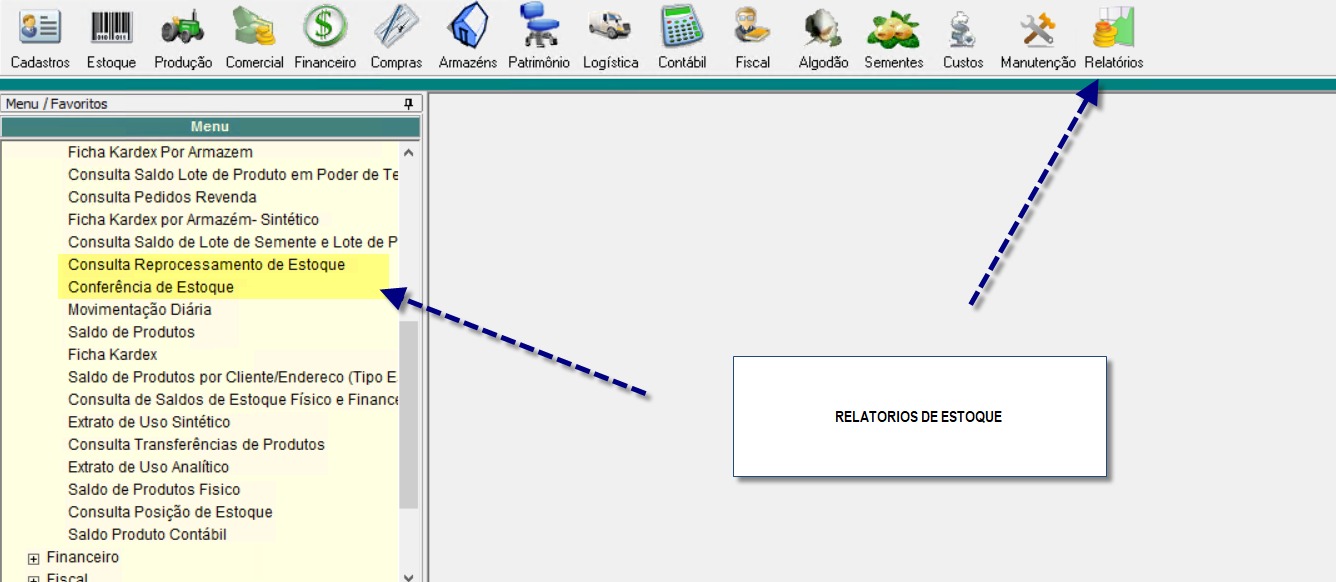 Cadastros Estoque Produção Comercial Financeiro Compras Armazéns Patrimônio Logística Contábil Fiscal Algodão Sementes Custos Manutenção Relatórios
Menu / Favoritos
Menu
Ficha Kardex Por Armazem
Consulta Saldo Lote de Produto em Poder de Te
Consulta Pedidos Revenda
Ficha Kardex por Armazém- Sintético
Consulta Saldo de Lote de Semente e Lote de P
Consulta Reprocessamento de Estoque
Conferência de Estoque
Movimentação Diária
Saldo de Produtos
Ficha Kardex
Saldo de Produtos por Cliente/Endereco (Tipo E
Consulta de Saldos de Estoque Físico e Finance
Extrato de Uso Sintético
Consulta Transferências de Produtos
Extrato de Uso Analítico
Saldo de Produtos Fisico
Consulta Posição de Estoque
Saldo Produto Contábil
Financeiro
Fiscal
RELATORIOS DE ESTOQUE